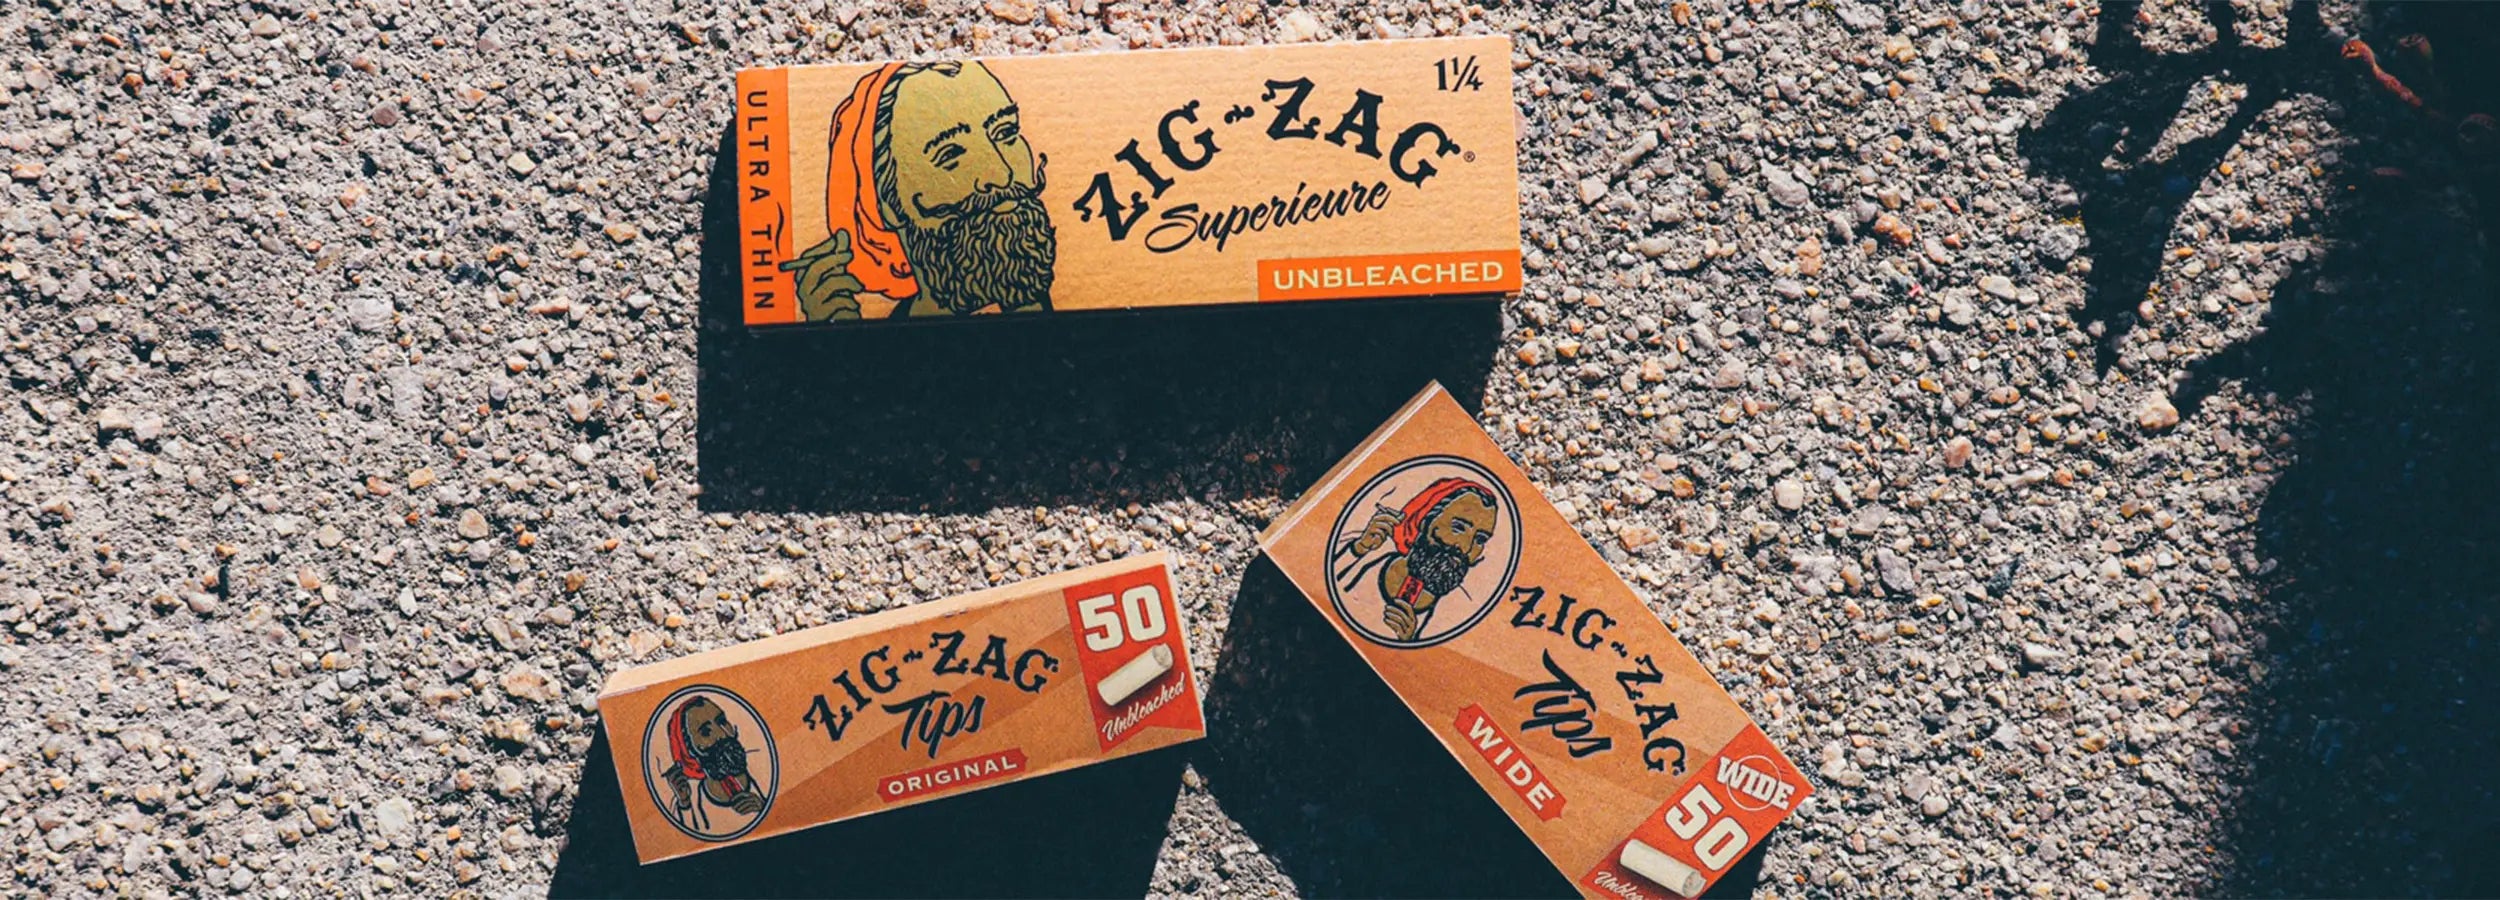 ULTRA THIN
ZIG-ZAG®
Superieure
1¼
UNBLEACHED
ZIG-ZAG
Tips
ORIGINAL
50
Unbleached
ZIG-ZAG
Tips
WIDE
WIDE
50